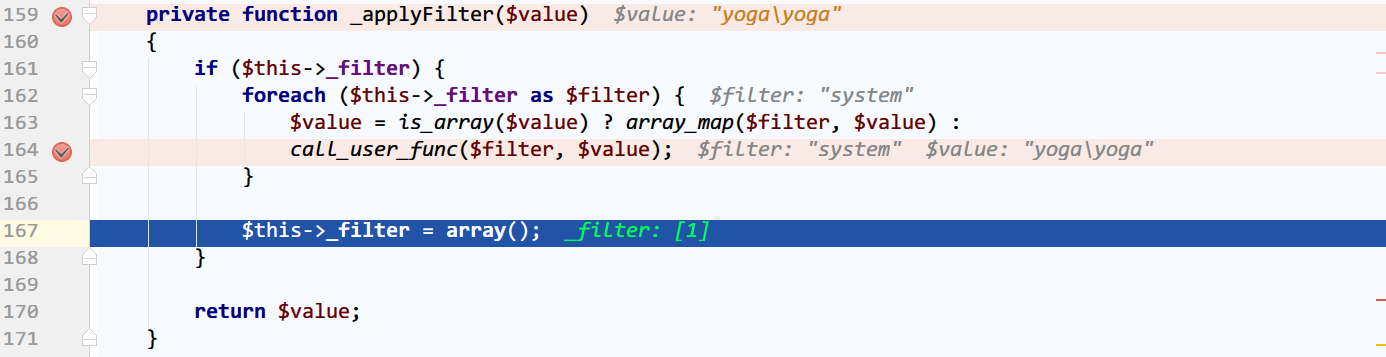 159 private function _applyFilter($value) $value: "yoga\yoga"
160 {
161 if ($this->_filter) {
162 foreach ($this->_filter as $filter) { $filter: "system"
163 $value = is_array($value) ? array_map($filter, $value) :
164 call_user_func($filter, $value); $filter: "system" $value: "yoga\yoga"
165 }
166
167 $this->_filter = array(); _filter: [1]
168 }
169
170 return $value;
171 }